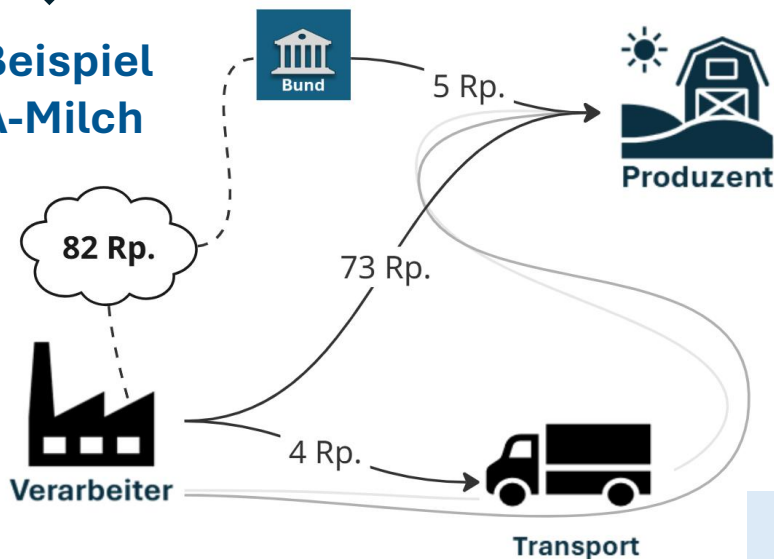 Beispiel
A-Milch
Bund
5 Rp.
Produzent
82 Rp.
73 Rp.
4 Rp.
Verarbeiter
Transport